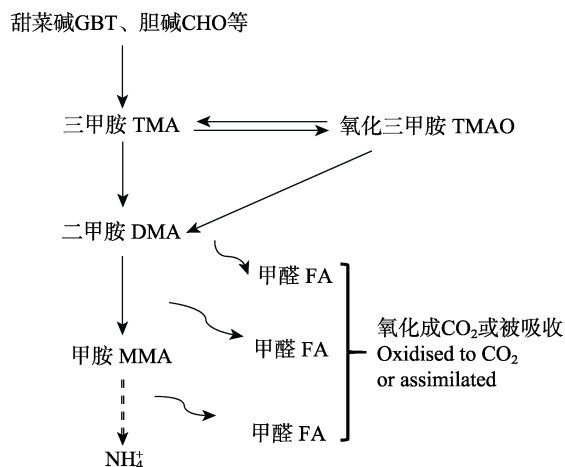 甜菜碱GBT、胆碱CHO等
三甲胺 TMA
氧化三甲胺 TMAO
二甲胺 DMA
甲醛 FA
甲胺 MMA
甲醛 FA
甲醛 FA
NH₄⁺
氧化成CO₂或被吸收
Oxidised to CO₂
or assimilated